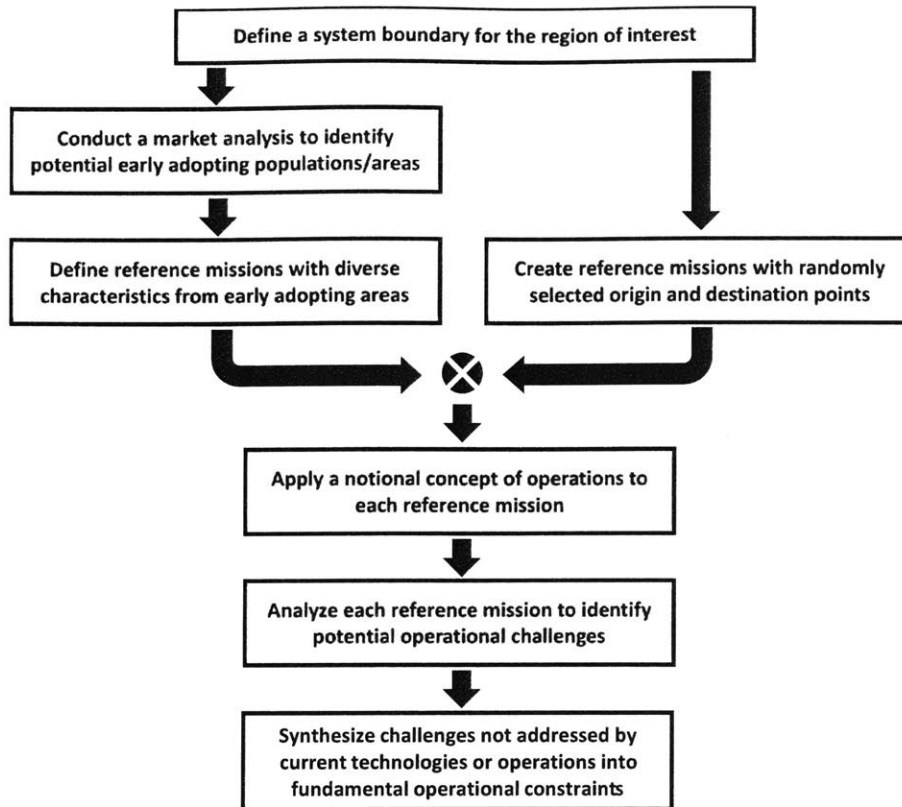 Define a system boundary for the region of interest
Conduct a market analysis to identify
potential early adopting populations/areas
Define reference missions with diverse
characteristics from early adopting areas
Create reference missions with randomly
selected origin and destination points
Apply a notional concept of operations to
each reference mission
Analyze each reference mission to identify
potential operational challenges
Synthesize challenges not addressed by
current technologies or operations into
fundamental operational constraints